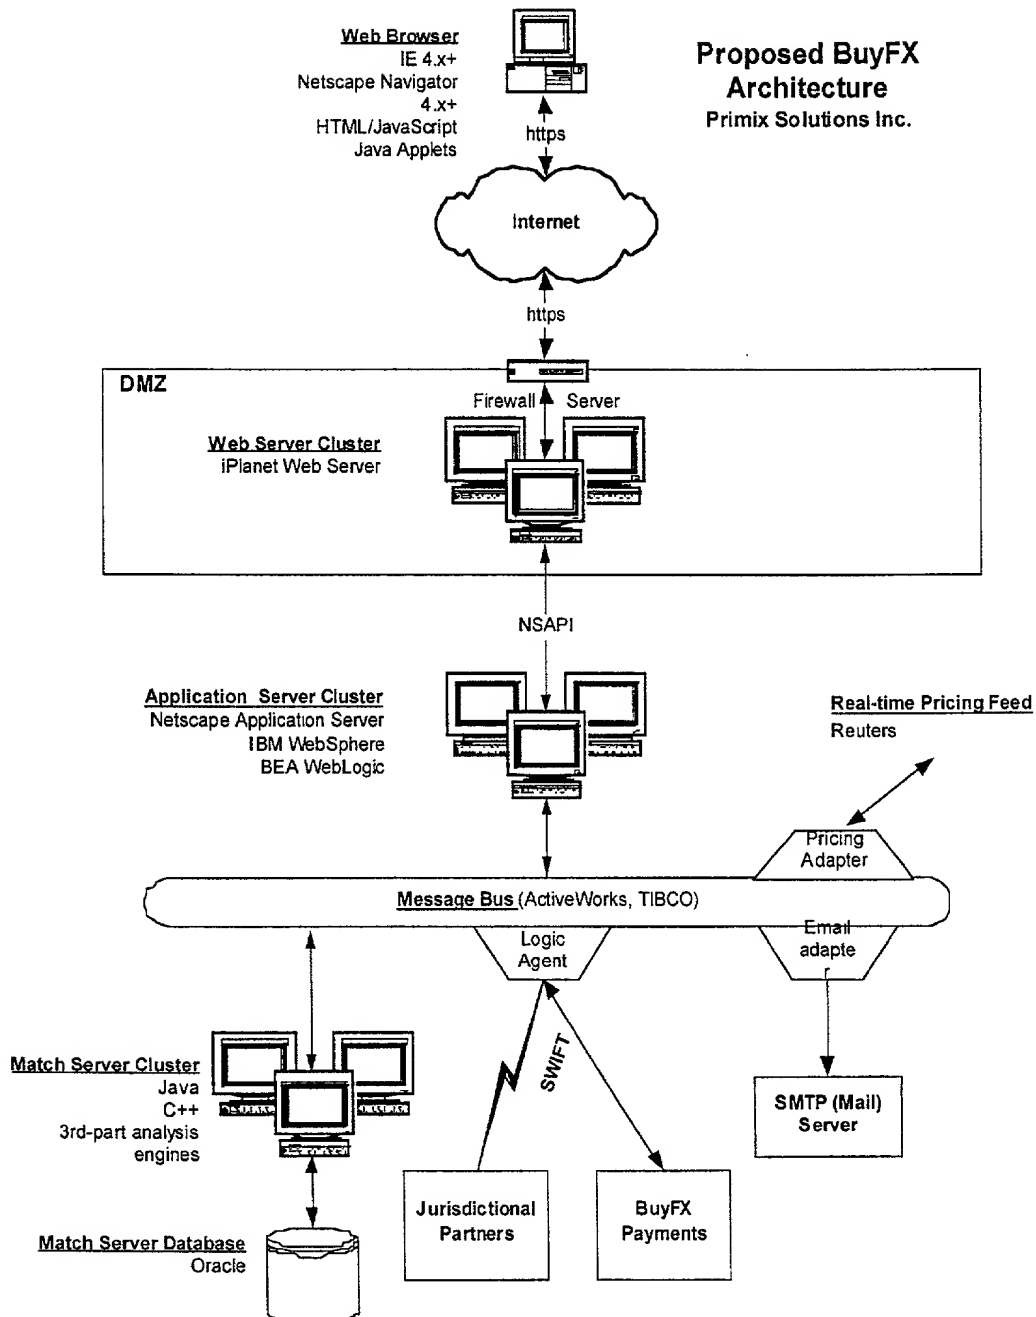 Web Browser
IE 4.x+
Netscape Navigator
4.x+
HTML/JavaScript
Java Applets
Proposed BuyFX
Architecture
Primix Solutions Inc.
https
Internet
https
DMZ
Firewall Server
Web Server Cluster
iPlanet Web Server
NSAPI
Application Server Cluster
Netscape Application Server
IBM WebSphere
BEA WebLogic
Real-time Pricing Feed
Reuters
Pricing
Adapter
Message Bus (ActiveWorks, TIBCO)
Logic
Agent
Email
adapte
SWIFT
Match Server Cluster
Java
C++
3rd-part analysis
engines
SMTP (Mail)
Server
Jurisdictional
Partners
BuyFX
Payments
Match Server Database
Oracle